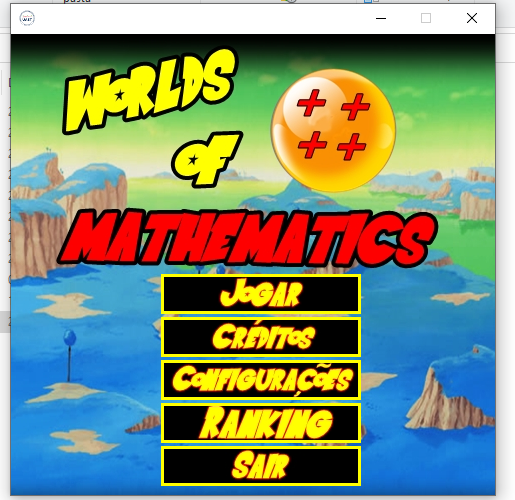 Worlds
of
Mathematics
Jogar
Créditos
Configurações
Ranking
Sair